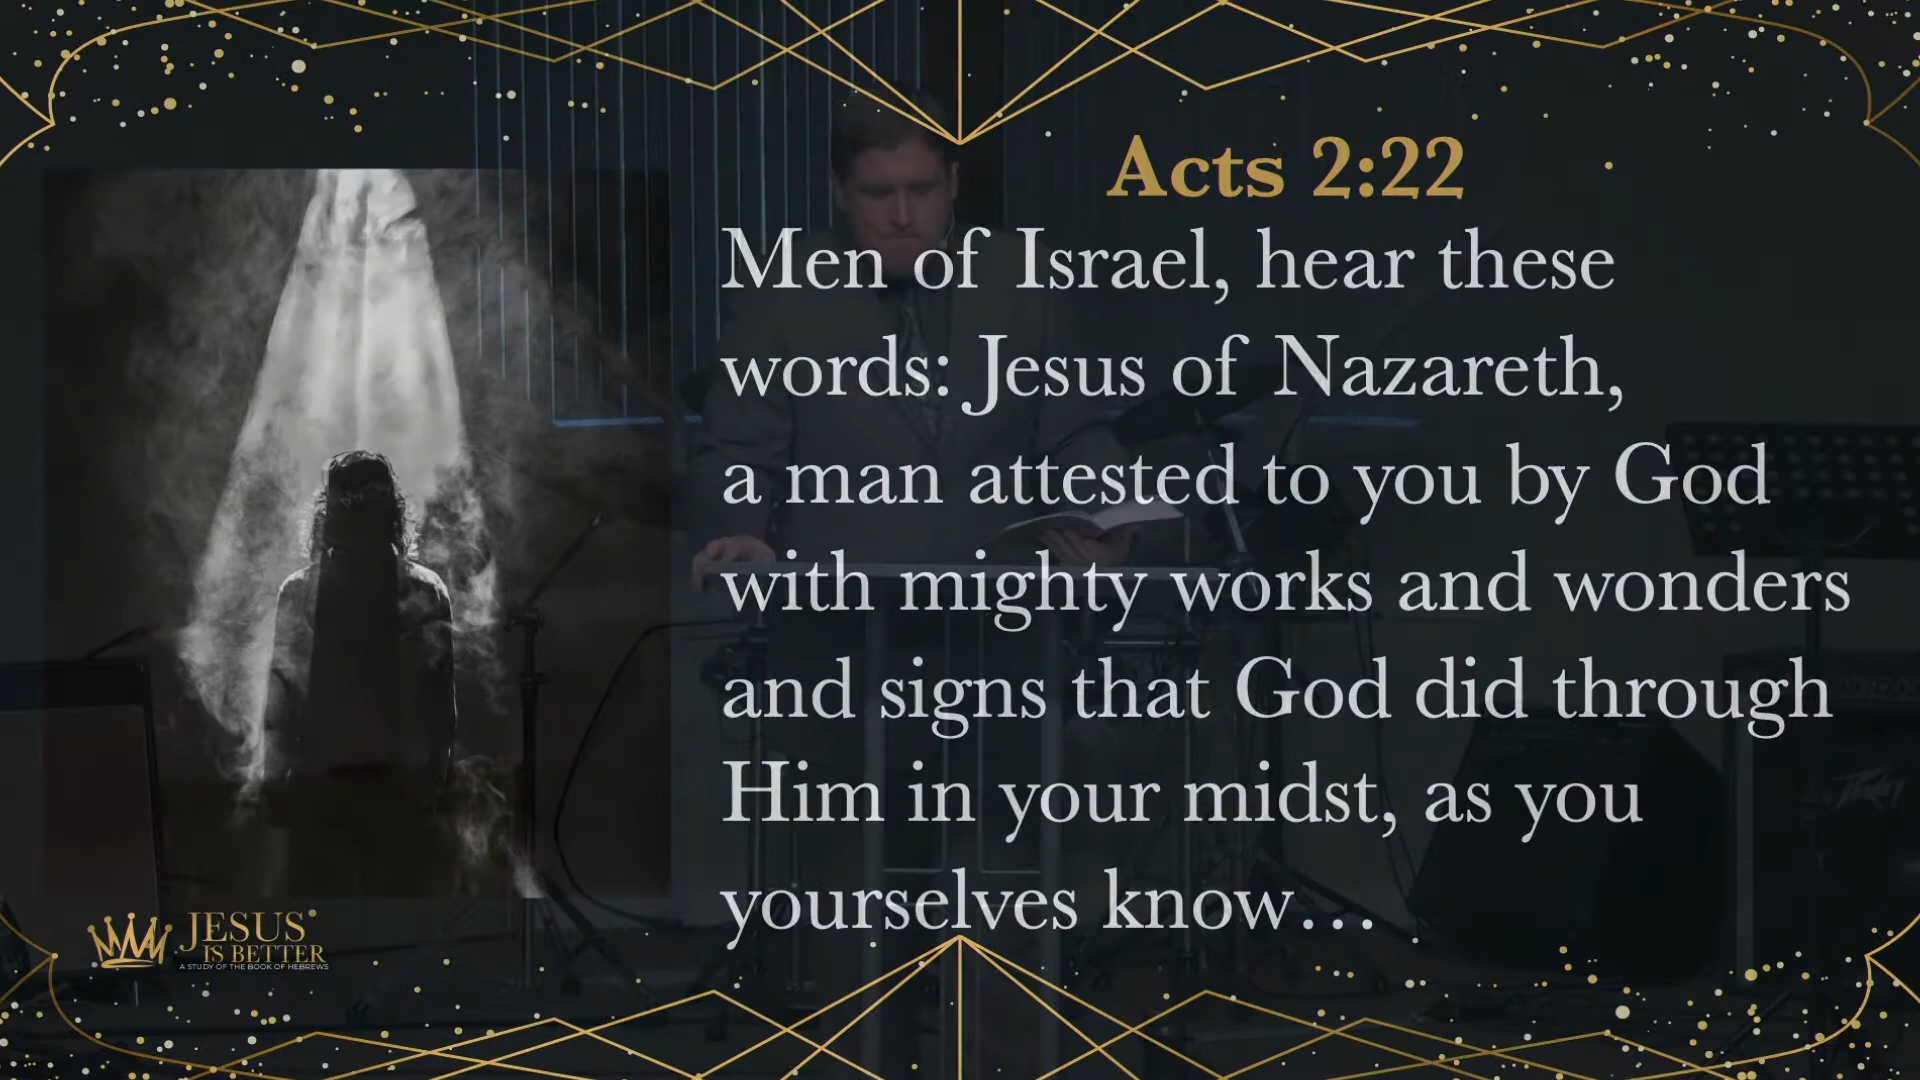 Acts 2:22
Men of Israel, hear these
words: Jesus of Nazareth,
a man attested to you by God
with mighty works and wonders
and signs that God did through
Him in your midst, as you
yourselves know…
JESUS
IS BETTER
A STUDY OF THE BOOK OF HEBREWS
PEAVEY